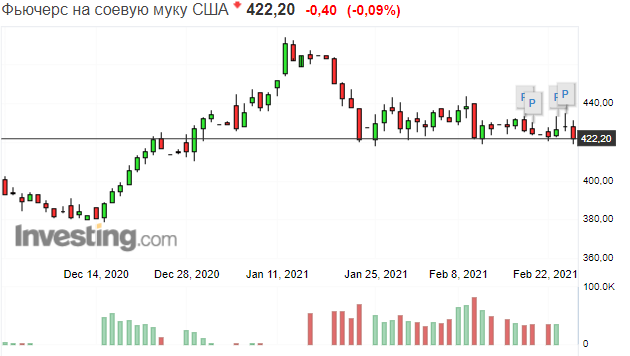 Фьючерс на соевую муку США 422,20 -0,40 (-0,09%)
P P P P
440.00
422,20
400.00
380.00
360.00
Investing.com
Dec 14, 2020 Dec 28, 2020 Jan 11, 2021 Jan 25, 2021 Feb 8, 2021 Feb 22, 2021
100.0K
0